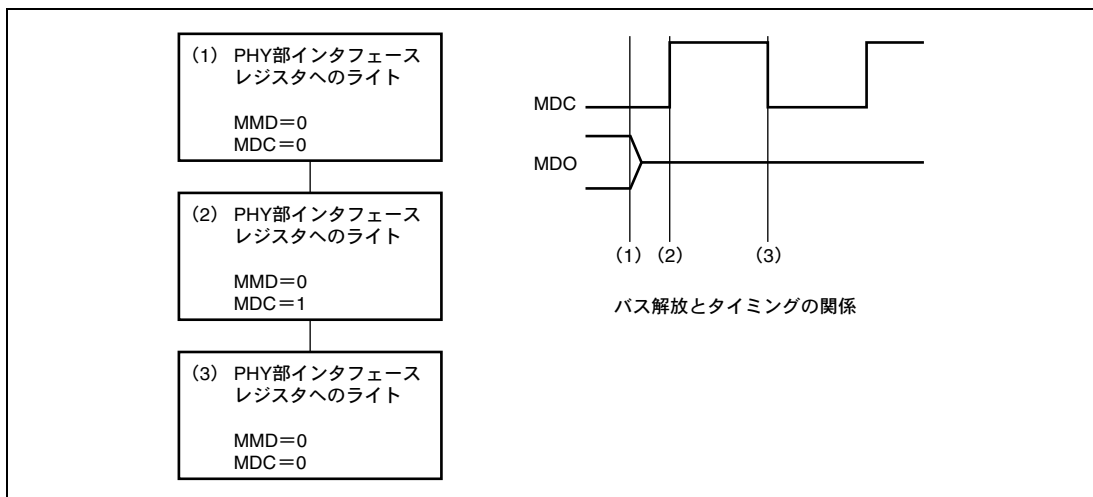 (1) PHY部インタフェース
レジスタへのライト
MMD＝0
MDC＝0
(2) PHY部インタフェース
レジスタへのライト
MMD＝0
MDC＝1
(3) PHY部インタフェース
レジスタへのライト
MMD＝0
MDC＝0
MDC
MDO
(1) (2) (3)
バス解放とタイミングの関係